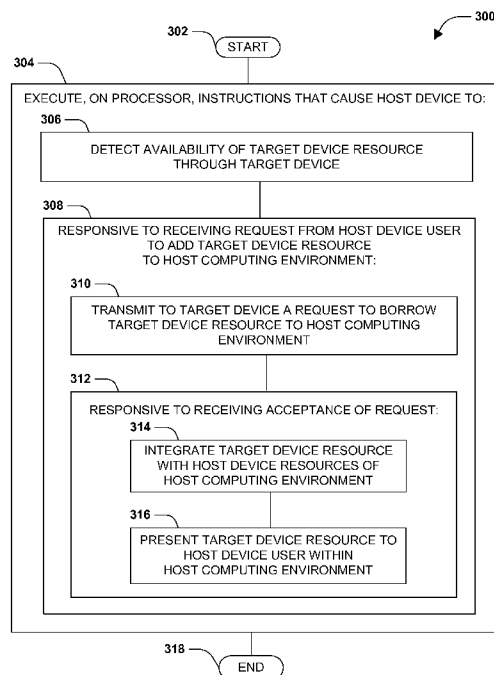 300
302
START
304
EXECUTE, ON PROCESSOR, INSTRUCTIONS THAT CAUSE HOST DEVICE TO:
306
DETECT AVAILABILITY OF TARGET DEVICE RESOURCE
THROUGH TARGET DEVICE
308
RESPONSIVE TO RECEIVING REQUEST FROM HOST DEVICE USER
TO ADD TARGET DEVICE RESOURCE
TO HOST COMPUTING ENVIRONMENT:
310
TRANSMIT TO TARGET DEVICE A REQUEST TO BORROW
TARGET DEVICE RESOURCE TO HOST COMPUTING
ENVIRONMENT
312
RESPONSIVE TO RECEIVING ACCEPTANCE OF REQUEST:
314
INTEGRATE TARGET DEVICE RESOURCE
WITH HOST DEVICE RESOURCES OF
HOST COMPUTING ENVIRONMENT
316
PRESENT TARGET DEVICE RESOURCE TO
HOST DEVICE USER WITHIN
HOST COMPUTING ENVIRONMENT
318
END